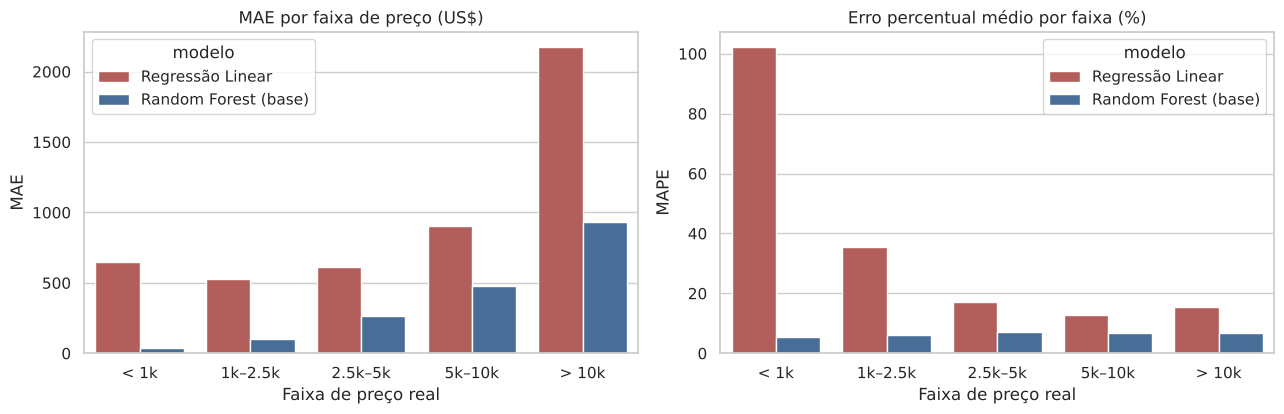 MAE por faixa de preço (US$)
modelo
Regressão Linear
Random Forest (base)
MAE
2000
1500
1000
500
0
< 1k
1k–2.5k
2.5k–5k
5k–10k
> 10k
Faixa de preço real
Erro percentual médio por faixa (%)
modelo
Regressão Linear
Random Forest (base)
MAPE
100
80
60
40
20
0
< 1k
1k–2.5k
2.5k–5k
5k–10k
> 10k
Faixa de preço real